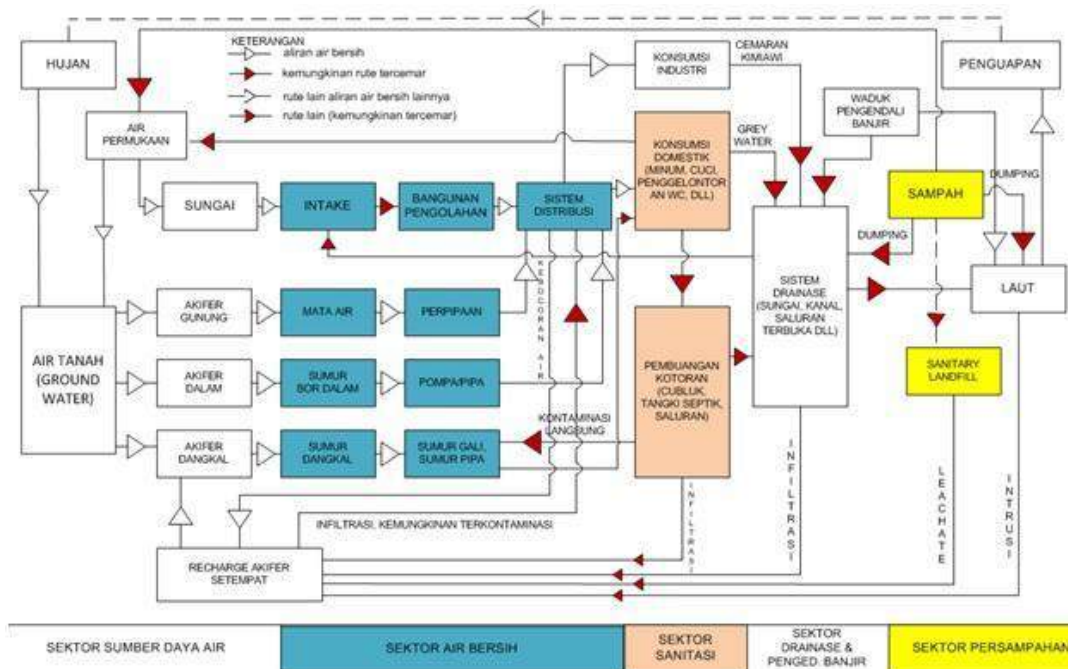 HUJAN
KETERANGAN
aliran air bersih
kemungkinan rute tercemar
rute lain aliran air bersih lainnya
rute lain (kemungkinan tercemar)
KONSUMSI
INDUSTRI
CEMARAN
KIMIAWI
PENGUAPAN
AIR
PERMUKAAN
WADUK
PENGENDALI
BANJIR
KONSUMSI
DOMESTIK
(MINUM, CUCI,
PENGGELONTOR
AN WC, DLL)
GREY
WATER
SAMPAH
DUMPING
SUNGAI
INTAKE
BANGUNAN
PENGOLAHAN
SISTEM
DISTRIBUSI
DUMPING
KEBOCORAN AIR
SISTEM
DRAINASE
(SUNGAI, KANAL,
SALURAN
TERBUKA DLL)
LAUT
AIR TANAH
(GROUND
WATER)
AKIFER
GUNUNG
MATA AIR
PERPIPAAN
AKIFER
DALAM
SUMUR
BOR DALAM
POMPA/PIPA
PEMBUANGAN
KOTORAN
(CUBLUK,
TANGKI SEPTIK,
SALURAN)
SANITARY
LANDFILL
KONTAMINASI
LANGSUNG
AKIFER
DANGKAL
SUMUR
DANGKAL
SUMUR GALI,
SUMUR PIPA
INFILTRASI, KEMUNGKINAN TERKONTAMINASI
INFILTRASI
INFILTRASI
LEACHATE
INTRUSI
RECHARGE AKIFER
SETEMPAT
SEKTOR SUMBER DAYA AIR
SEKTOR AIR BERSIH
SEKTOR
SANITASI
SEKTOR
DRAINASE &
PENGED. BANJIR
SEKTOR PERSAMPAHAN